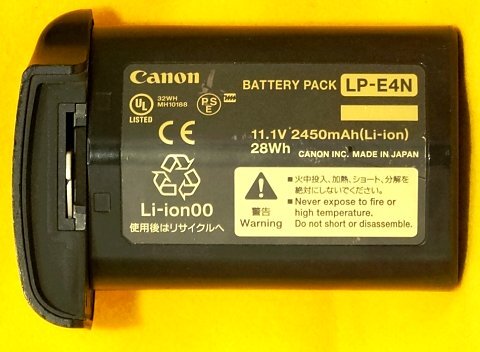 Canon
BATTERY PACK LP-E4N
UL
LISTED
32WH
MH10168
PS
E
CE
11.1V 2450mAh(Li-ion)
28Wh
CANON INC. MADE IN JAPAN
Li-ion00
使用後はリサイクルへ
警告
Warning
■火中投入、加熱、ショート、分解を
絶対にしないでください。
■Never expose to fire or
high temperature.
Do not short or disassemble.